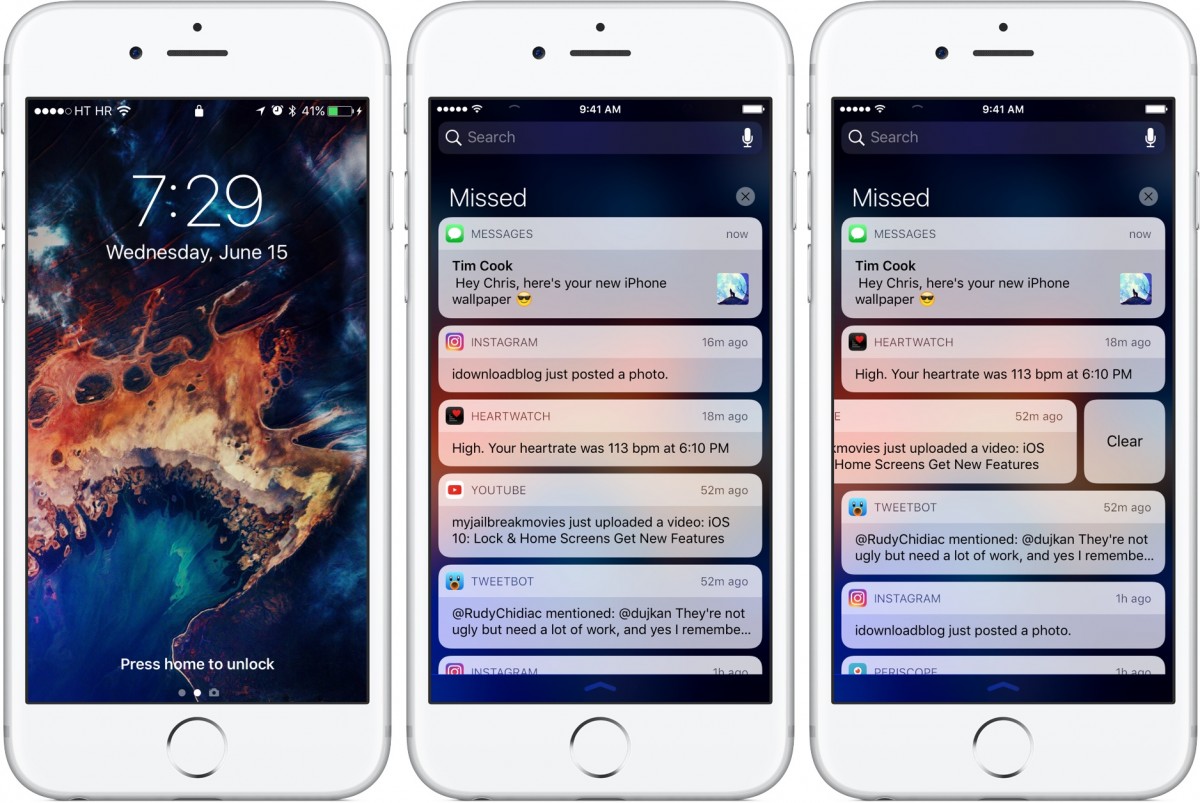 HT HR
41%
7:29
Wednesday, June 15
Press home to unlock
9:41 AM
Search
Missed
MESSAGES now
Tim Cook
Hey Chris, here's your new iPhone
wallpaper 😎
INSTAGRAM 16m ago
idownloadblog just posted a photo.
HEARTWATCH 18m ago
High. Your heartrate was 113 bpm at 6:10 PM
YOUTUBE 52m ago
myjailbreakmovies just uploaded a video: iOS
10: Lock & Home Screens Get New Features
TWEETBOT 52m ago
@RudyChidiac mentioned: @dujkan They're not
ugly but need a lot of work, and yes I remembe...
INSTAGRAM 1h ago
9:41 AM
Search
Missed
MESSAGES now
Tim Cook
Hey Chris, here's your new iPhone
wallpaper 😎
HEARTWATCH 18m ago
High. Your heartrate was 113 bpm at 6:10 PM
E 52m ago
movies just uploaded a video: iOS
Home Screens Get New Features
Clear
TWEETBOT 52m ago
@RudyChidiac mentioned: @dujkan They're not
ugly but need a lot of work, and yes I remembe...
INSTAGRAM 1h ago
idownloadblog just posted a photo.
PERISCOPE 1h ago